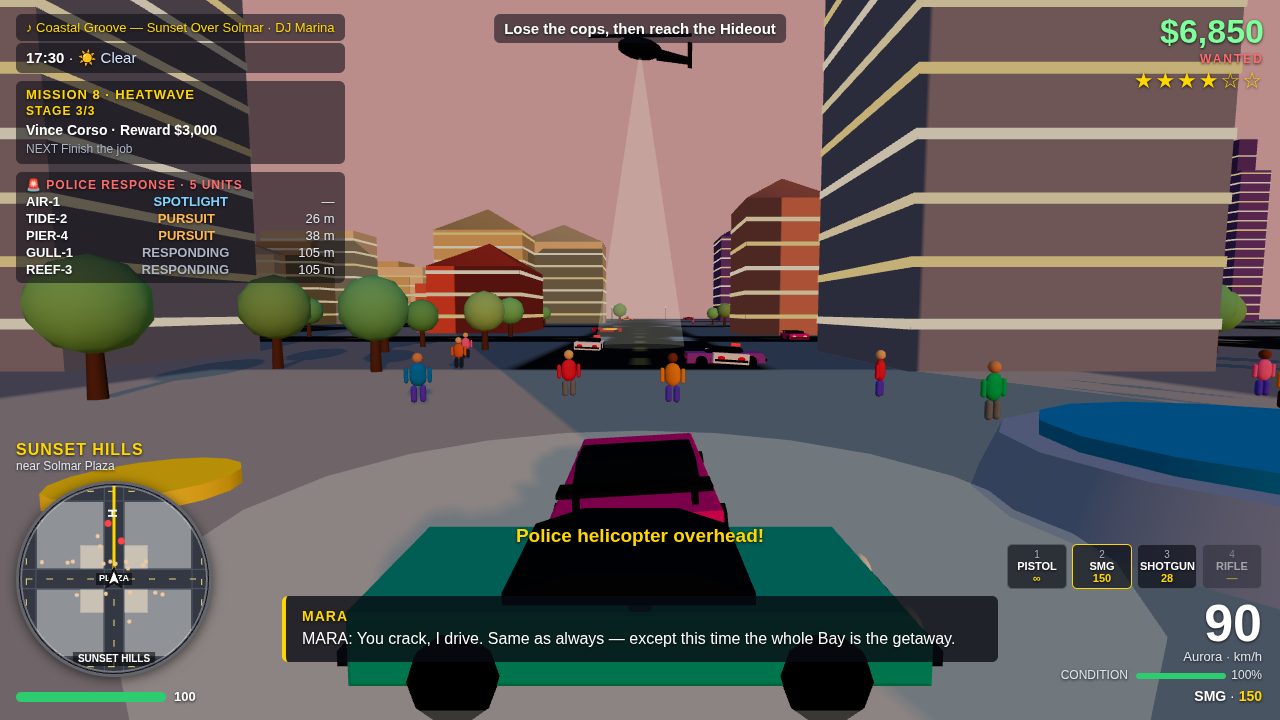 ♪ Coastal Groove — Sunset Over Solmar · DJ Marina
17:30 · ☀️ Clear
MISSION 8 · HEATWAVE
STAGE 3/3
Vince Corso · Reward $3,000
NEXT Finish the job
🚨 POLICE RESPONSE · 5 UNITS
AIR-1 SPOTLIGHT —
TIDE-2 PURSUIT 26 m
PIER-4 PURSUIT 38 m
GULL-1 RESPONDING 105 m
REEF-3 RESPONDING 105 m
Lose the cops, then reach the Hideout
$6,850
WANTED
★★★★☆☆
SUNSET HILLS
near Solmar Plaza
H
PLAZA
SUNSET HILLS
100
Police helicopter overhead!
MARA
MARA: You crack, I drive. Same as always — except this time the whole Bay is the getaway.
1 2 3 4
PISTOL SMG SHOTGUN RIFLE
∞ 150 28 —
90
Aurora · km/h
CONDITION 100%
SMG · 150